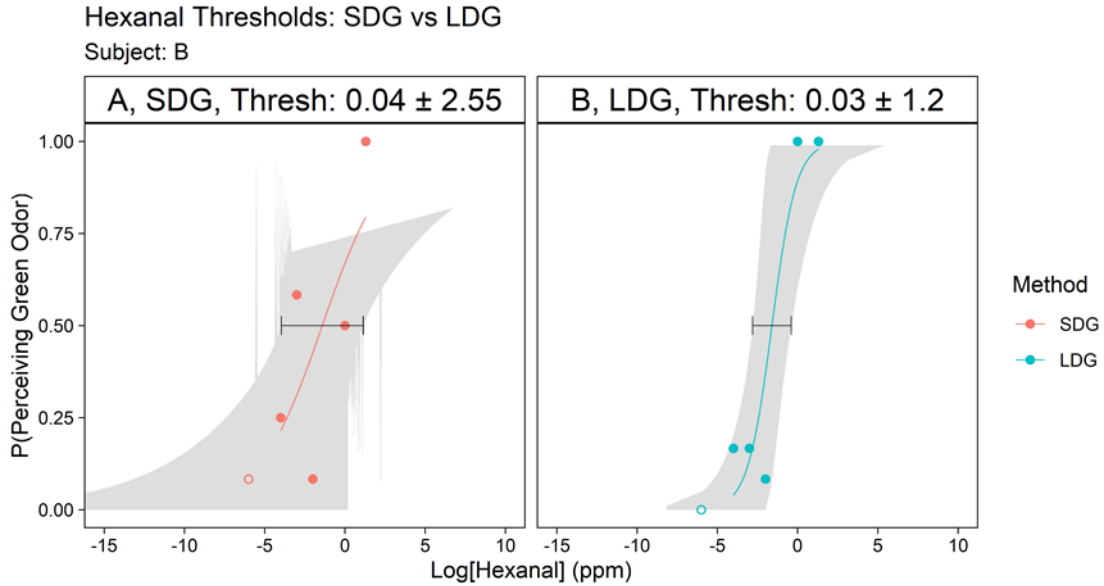 Hexanal Thresholds: SDG vs LDG
Subject: B
A, SDG, Thresh: 0.04 ± 2.55
B, LDG, Thresh: 0.03 ± 1.2
P(Perceiving Green Odor)
1.00
0.75
0.50
0.25
0.00
-15 -10 -5 0 5 10
-15 -10 -5 0 5 10
Log[Hexanal] (ppm)
Method
SDG
LDG